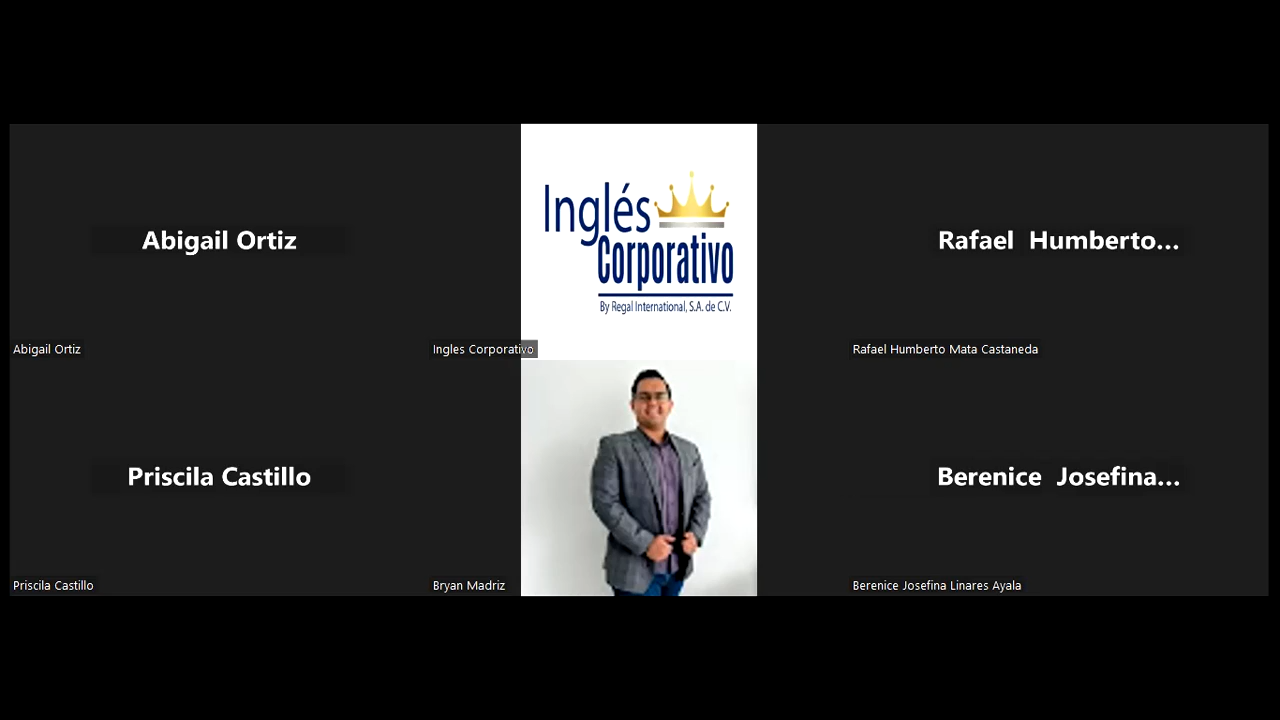 Abigail Ortiz
Abigail Ortiz
Inglés
Corporativo
By Regal International, S.A. de C.V.
Ingles Corporativo
Rafael Humberto...
Rafael Humberto Mata Castaneda
Priscila Castillo
Priscila Castillo
Bryan Madriz
Berenice Josefina...
Berenice Josefina Linares Ayala